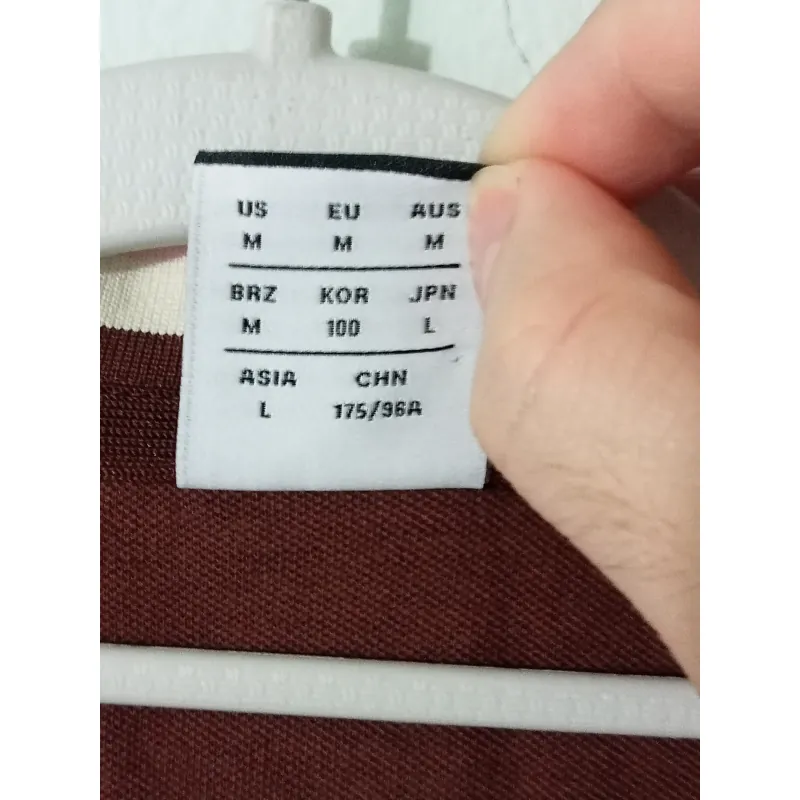 US EU AUS
M M M
BRZ KOR JPN
M 100 L
ASIA CHN
L 175/96A